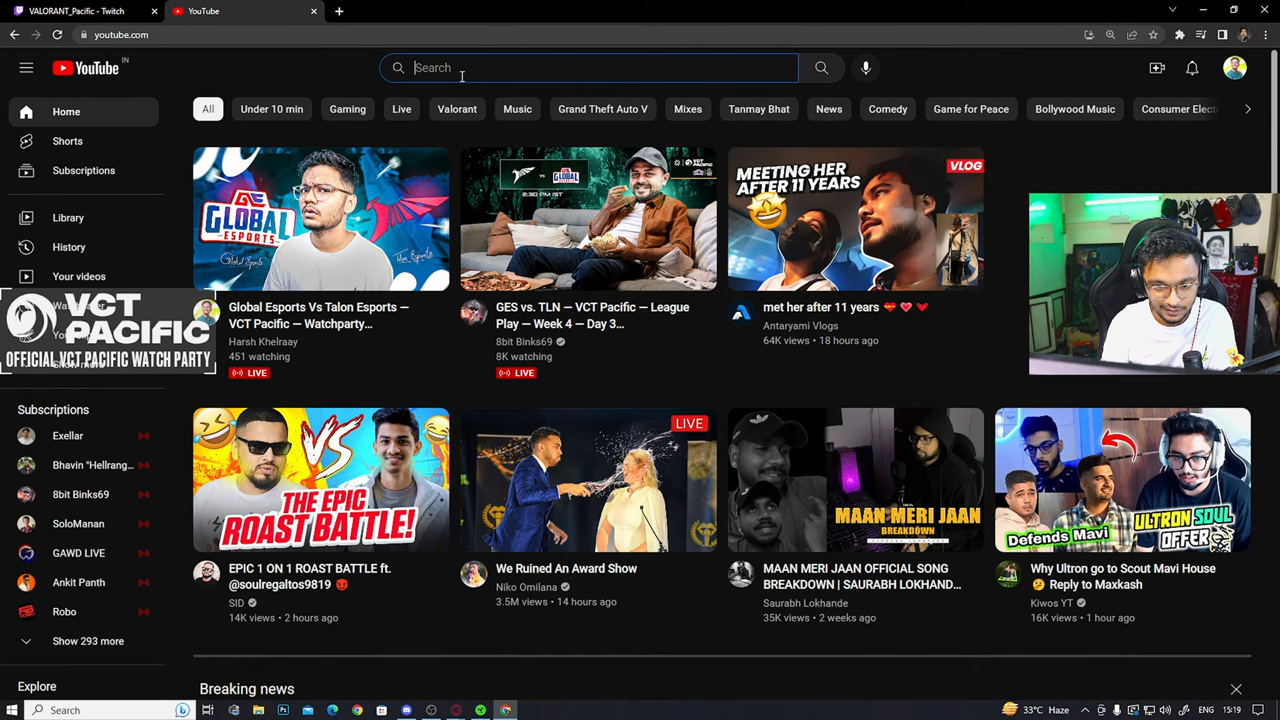 VALORANT_Pacific - Twitch
YouTube
youtube.com
YouTube IN
Search
Home
Shorts
Subscriptions
Library
History
Your videos
Show more
VCT
PACIFIC
OFFICIAL VCT PACIFIC WATCH PARTY
Subscriptions
Exellar
Bhavin "Hellrang...
8bit Binks69
SoloManan
GAWD LIVE
Ankit Panth
Robo
Show 293 more
Explore
All
Under 10 min
Gaming
Live
Valorant
Music
Grand Theft Auto V
Mixes
Tanmay Bhat
News
Comedy
Game for Peace
Bollywood Music
Consumer Elect
GLOBAL
ESPORTS
Global Esports Vs Talon Esports —
VCT Pacific — Watchparty...
Harsh Khelraay
451 watching
LIVE
VS
GLOBAL
2:30 PM IST
GES vs. TLN — VCT Pacific — League
Play — Week 4 — Day 3...
8bit Binks69
8K watching
LIVE
MEETING HER
AFTER 11 YEARS
VLOG
met her after 11 years
Antaryami Vlogs
64K views • 18 hours ago
VS
THE EPIC
ROAST BATTLE!
EPIC 1 ON 1 ROAST BATTLE ft.
@soulregaltos9819
SID
14K views • 2 hours ago
LIVE
We Ruined An Award Show
Niko Omilana
3.5M views • 14 hours ago
MAAN MERI JAAN
BREAKDOWN
MAAN MERI JAAN OFFICIAL SONG
BREAKDOWN | SAURABH LOKHAND...
Saurabh Lokhande
35K views • 2 weeks ago
Defends Mavi
ULTRON SOUL
OFFER
Why Ultron go to Scout Mavi House
Reply to Maxkash
Kiwos YT
16K views • 1 hour ago
Breaking news
Search
33°C Haze
ENG
15:19